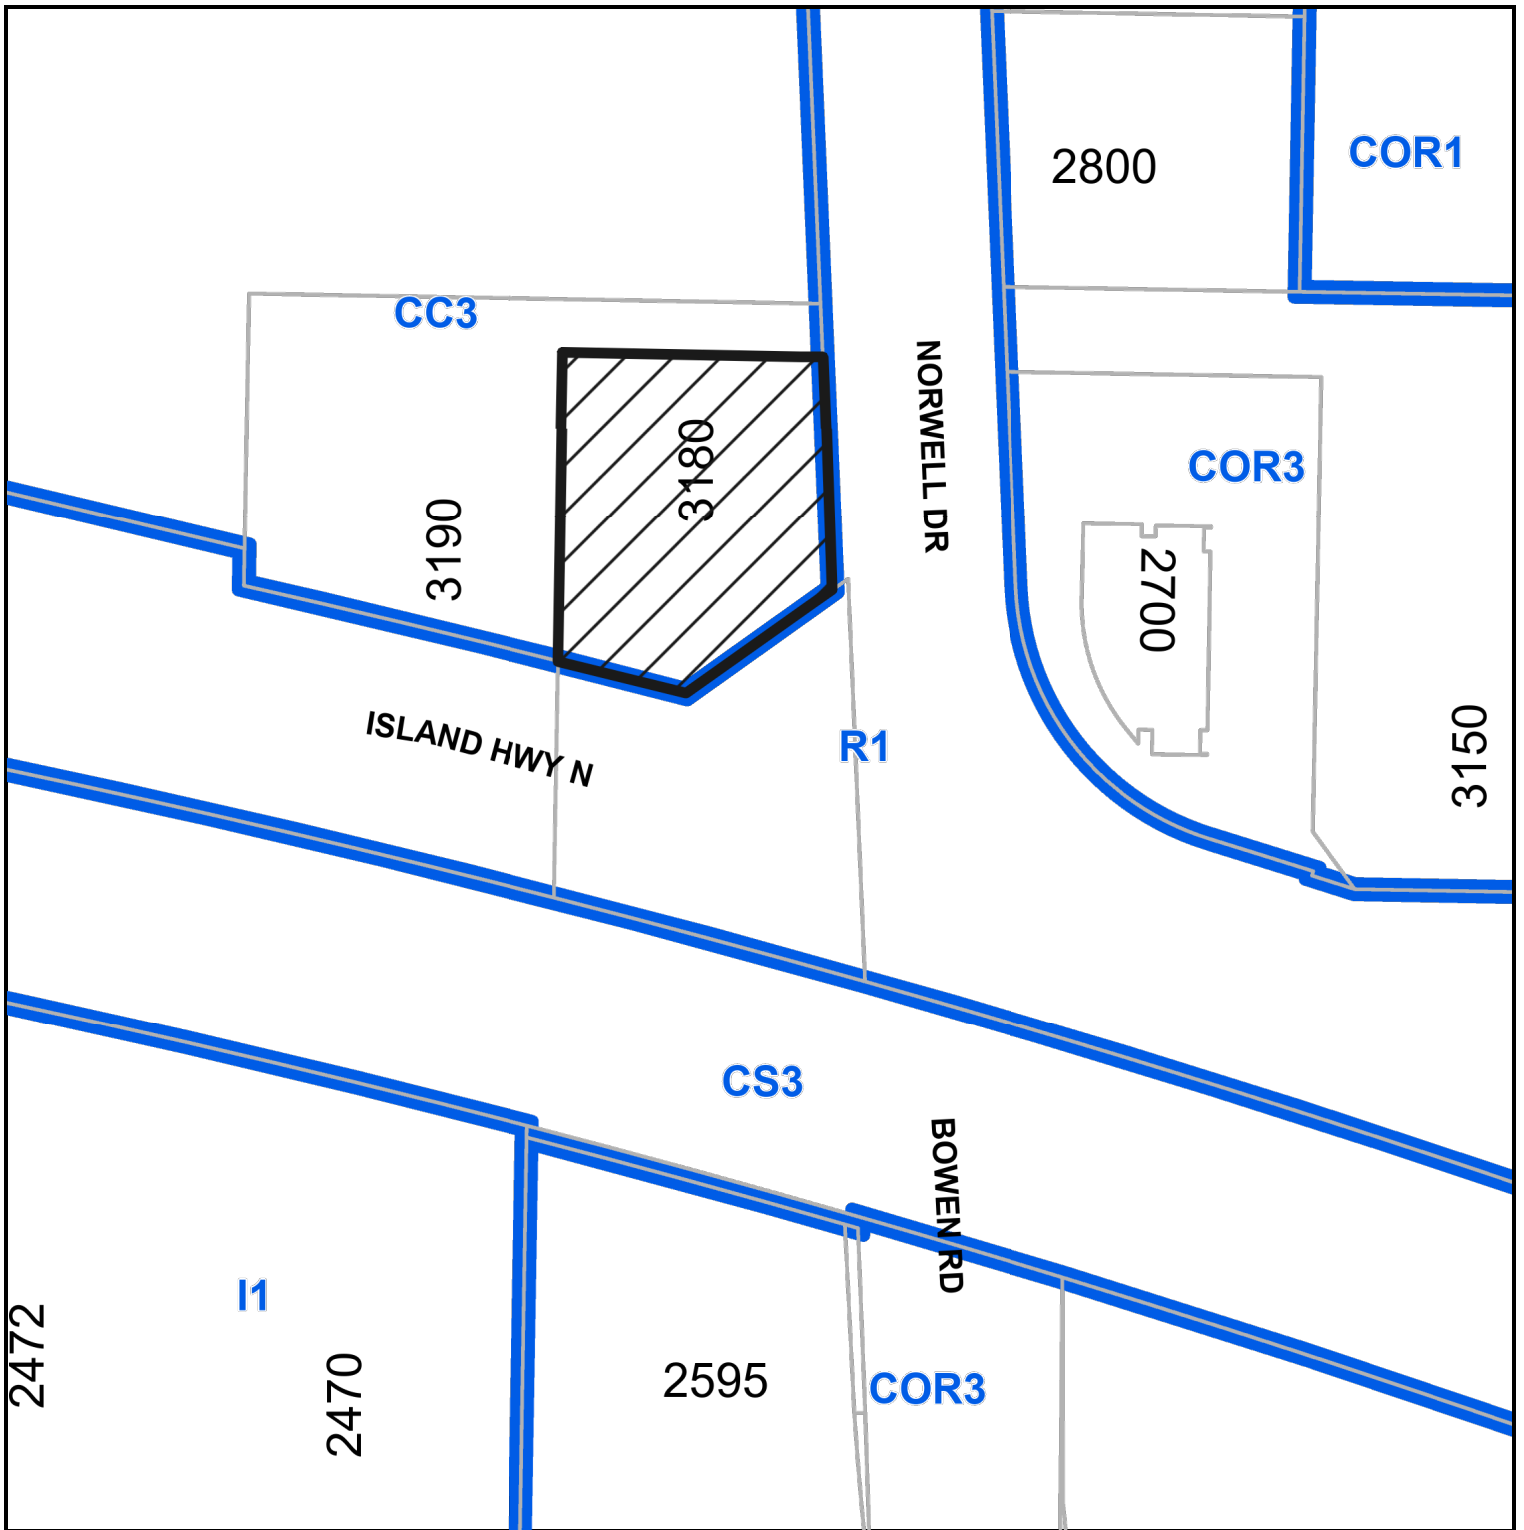 COR1
2800
CC3
NORWELL DR
3180
COR3
3190
2700
ISLAND HWY N
R1
3150
CS3
BOWEN RD
I1
2472
2470
2595
COR3